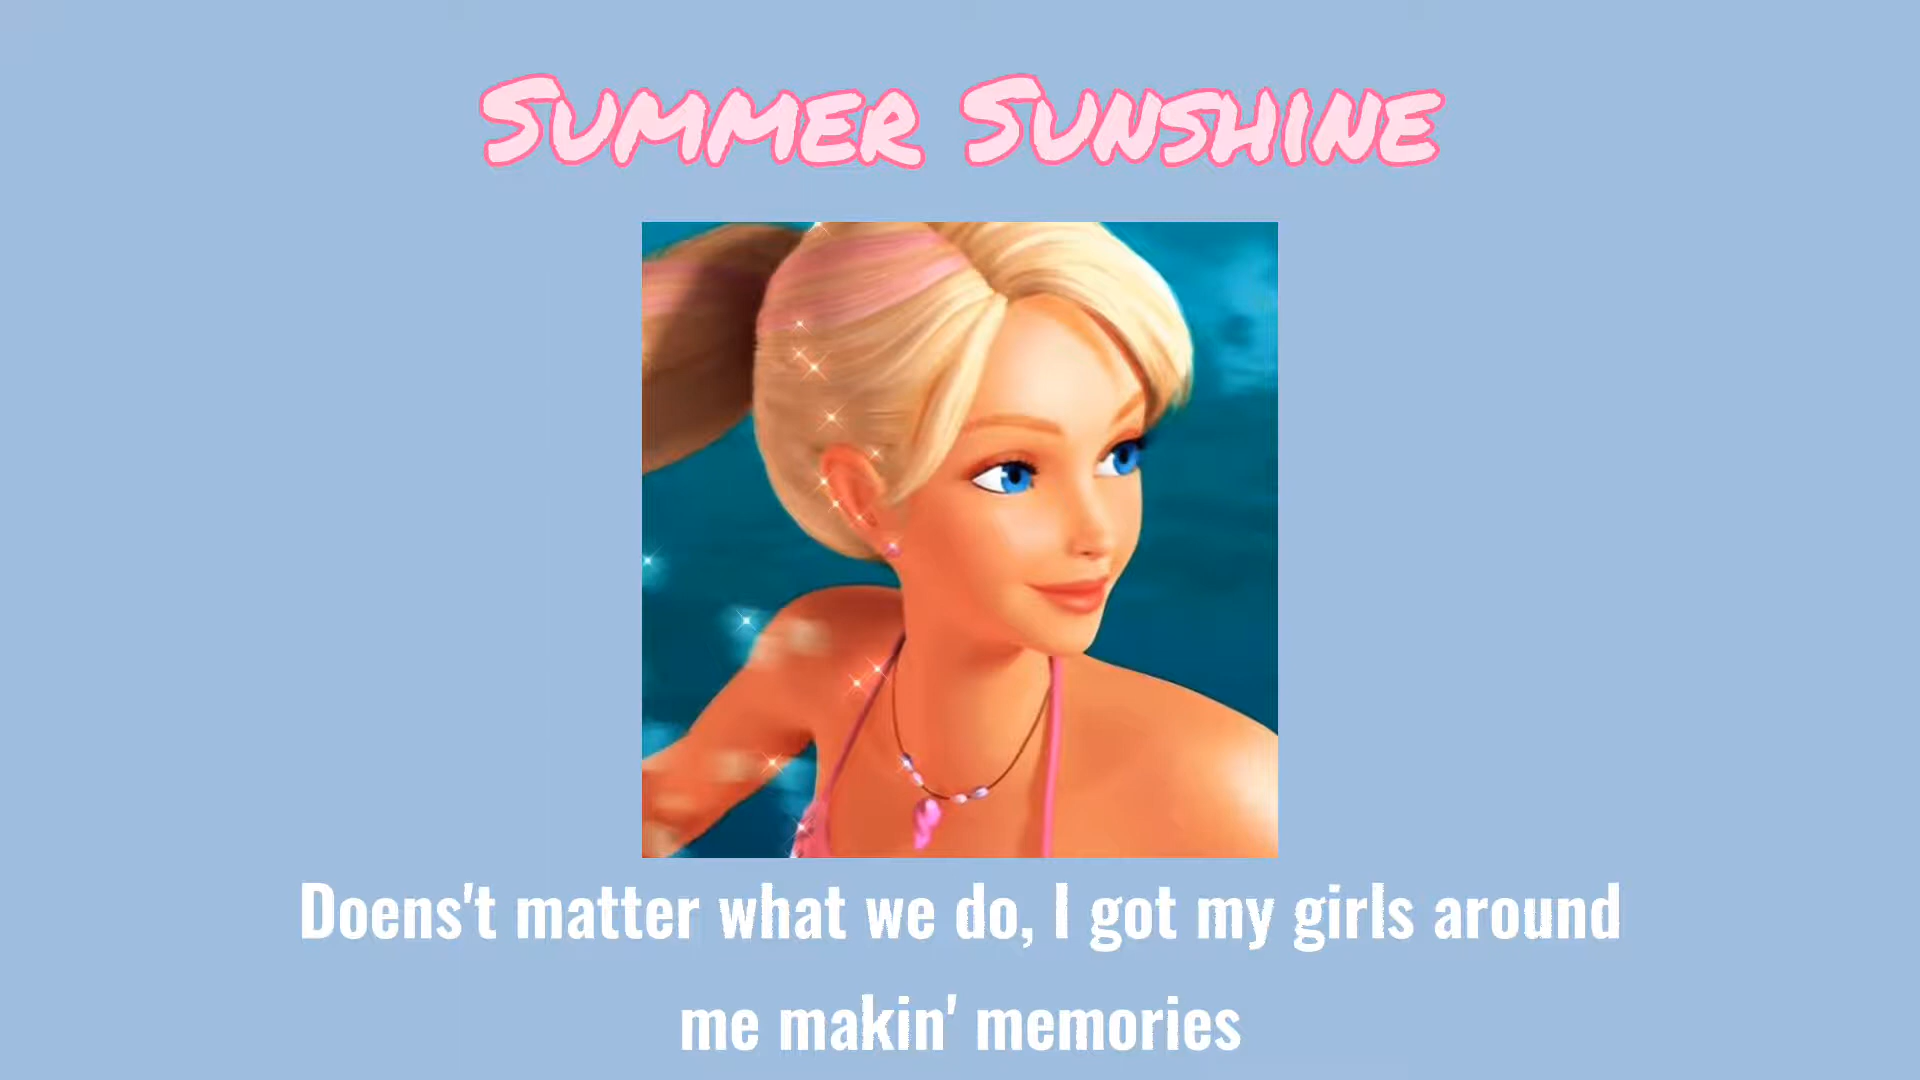 Summer Sunshine
Doens't matter what we do, I got my girls around
me makin' memories